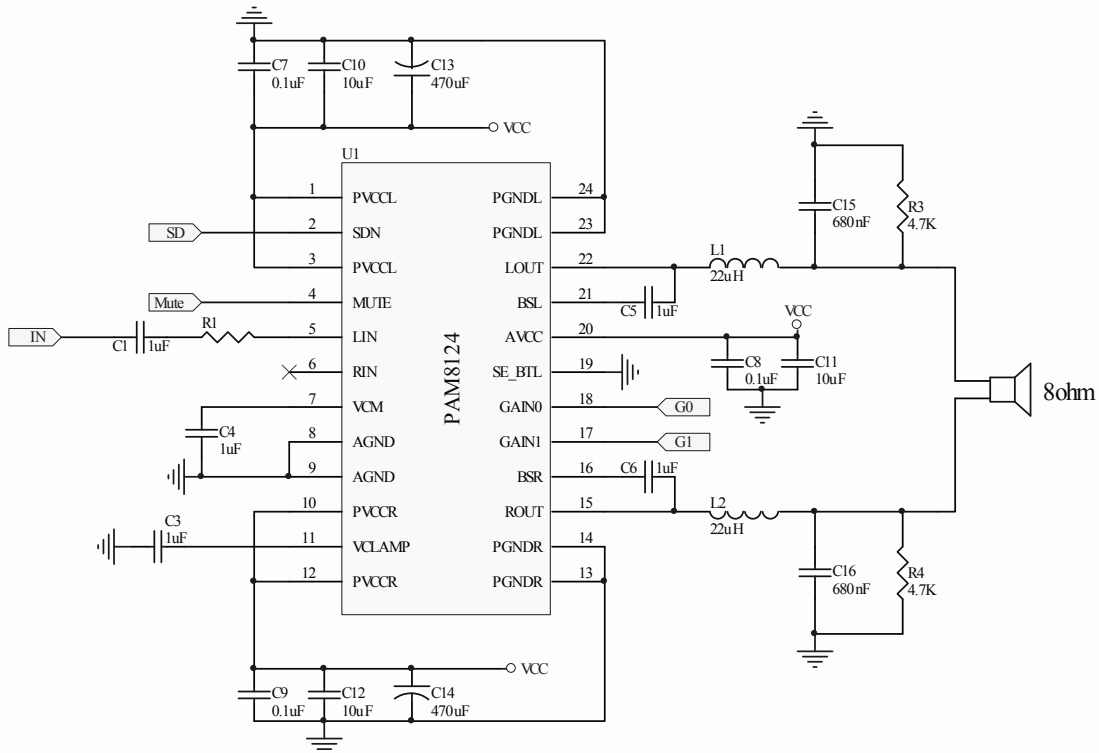 C7
0.1uF
C10
10uF
C13
470uF
VCC
U1
PAM8124
1 PVCCL
2 SDN
3 PVCCL
4 MUTE
5 LIN
6 RIN
7 VCM
8 AGND
9 AGND
10 PVCCR
11 VCLAMP
12 PVCCR
PGNDL 24
PGNDL 23
LOUT 22
BSL 21
AVCC 20
SE_BTL 19
GAIN0 18
GAIN1 17
BSR 16
ROUT 15
PGNDR 14
PGNDR 13
SD
Mute
IN
C1
1uF
R1
C4
1uF
C3
1uF
C5
1uF
L1
22uH
C15
680nF
R3
4.7K
VCC
C8
0.1uF
C11
10uF
G0
G1
8ohm
C6
1uF
L2
22uH
C16
680nF
R4
4.7K
VCC
C9
0.1uF
C12
10uF
C14
470uF